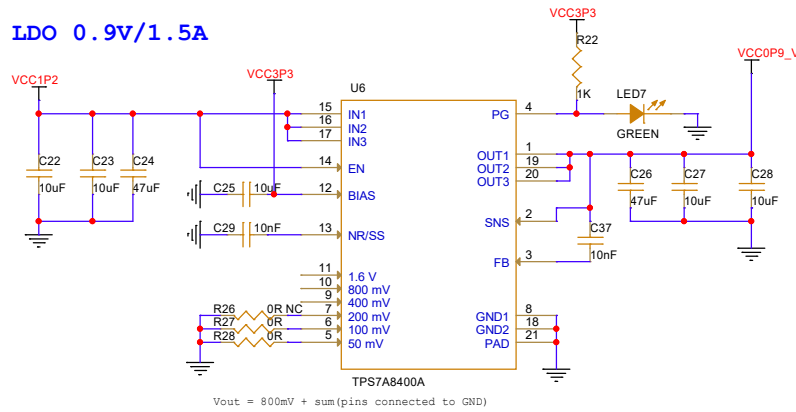 LDO 0.9V/1.5A
VCC3P3
R22
1K
VCC0P9_V
VCC1P2
VCC3P3
U6
LED7
GREEN
15 IN1
16 IN2
17 IN3
14 EN
12 BIAS
13 NR/SS
11 1.6 V
10 800 mV
9 400 mV
7 200 mV
6 100 mV
5 50 mV
PG 4
OUT1 1
OUT2 19
OUT3 20
SNS 2
FB 3
GND1 8
GND2 18
PAD 21
C22
10uF
C23
10uF
C24
47uF
C25 10uF
C29 10nF
C26
47uF
C27
10uF
C28
10uF
C37
10nF
R26 0R NC
R27 0R
R28 0R
TPS7A8400A
Vout = 800mV + sum(pins connected to GND)